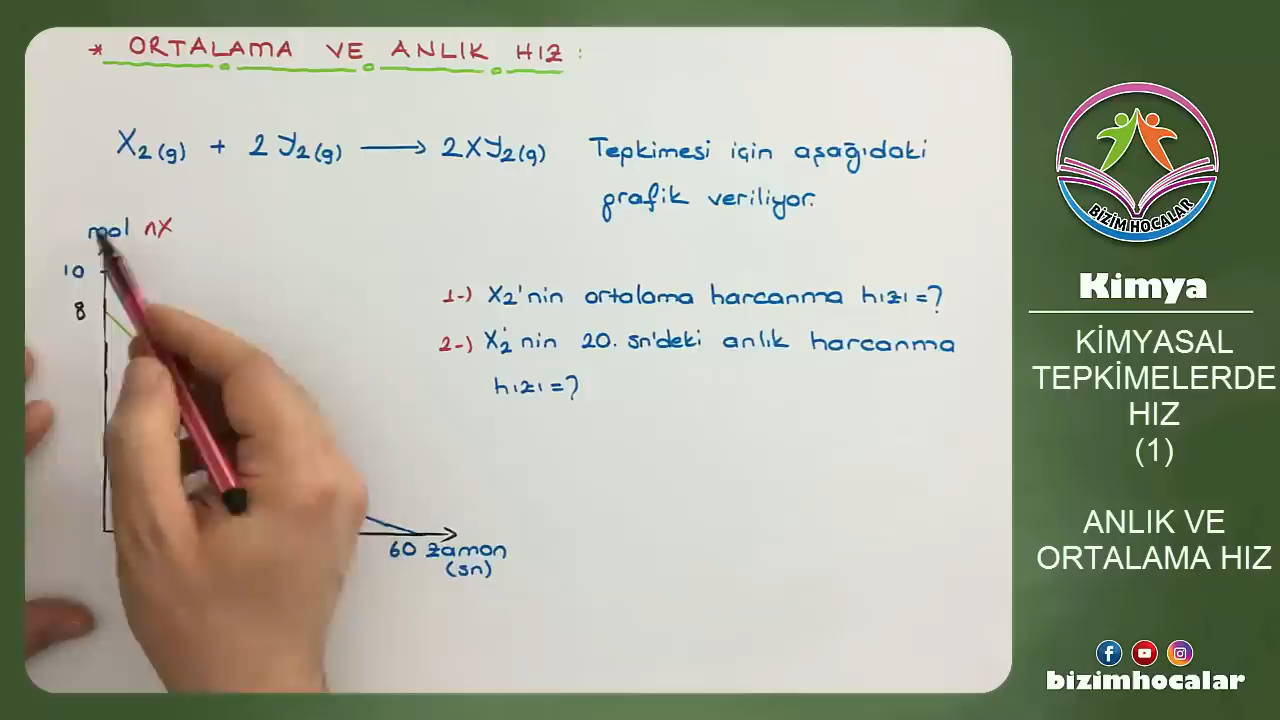 * ORTALAMA VE ANLIK HIZ :
X2(g) + 2Y2(g) → 2XY2(g) Tepkimesi için aşağıdaki
grafik veriliyor.
mol nX
10
8
1-) X2'nin ortalama harcanma hızı=?
2-) X2'nin 20. sn'deki anlık harcanma
hızı=?
60 zaman
(sn)
BİZİM HOCALAR
Kimya
KİMYASAL
TEPKİMELERDE
HIZ
(1)
ANLIK VE
ORTALAMA HIZ
bizimhocalar